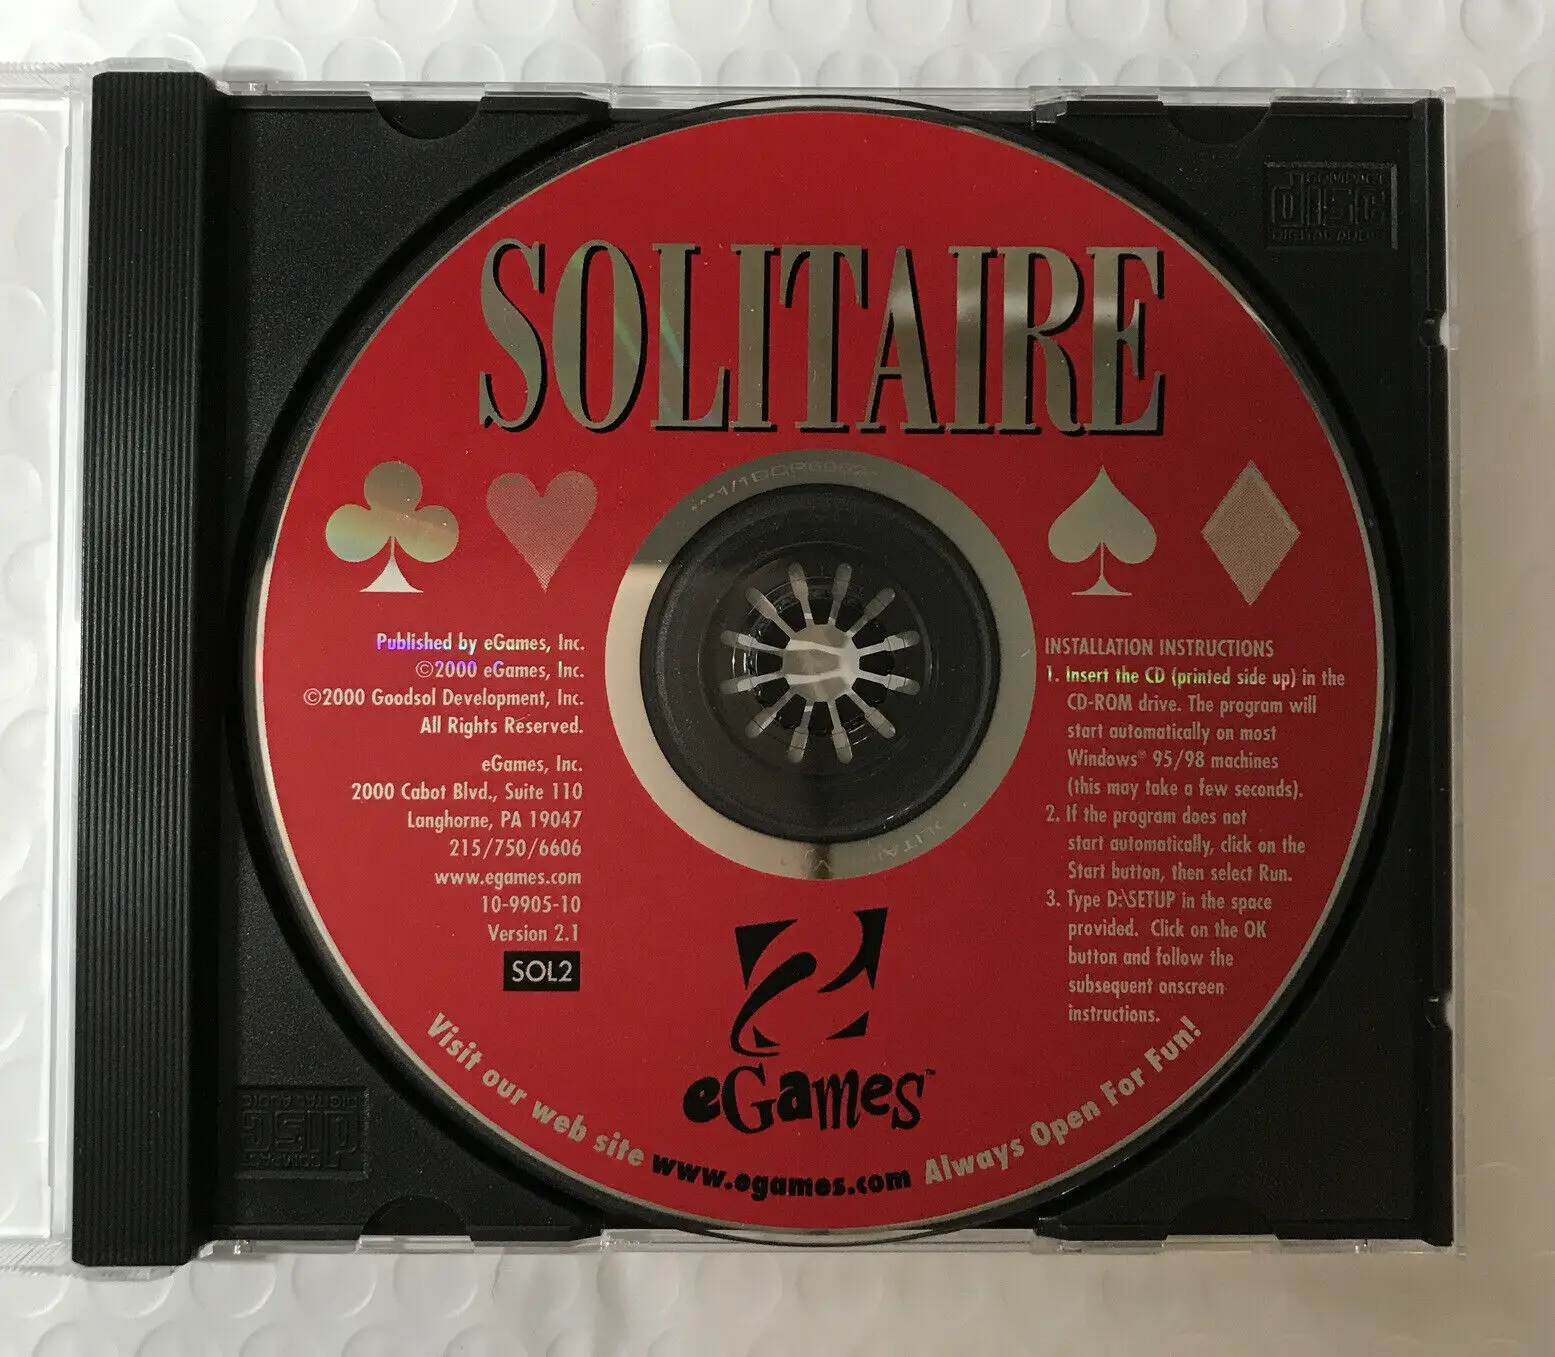 COMPACT
disc
DIGITAL AUDIO
SOLITAIRE
Published by eGames, Inc.
©2000 eGames, Inc.
©2000 Goodsol Development, Inc.
All Rights Reserved.
eGames, Inc.
2000 Cabot Blvd., Suite 110
Langhorne, PA 19047
215/750/6606
www.egames.com
10-9905-10
Version 2.1
SOL2
INSTALLATION INSTRUCTIONS
1. Insert the CD (printed side up) in the
CD-ROM drive. The program will
start automatically on most
Windows® 95/98 machines
(this may take a few seconds).
2. If the program does not
start automatically, click on the
Start button, then select Run.
3. Type D:\SETUP in the space
provided. Click on the OK
button and follow the
subsequent onscreen
instructions.
eGames™
Visit our web site www.egames.com Always Open For Fun!
COMPACT
disc
DIGITAL AUDIO